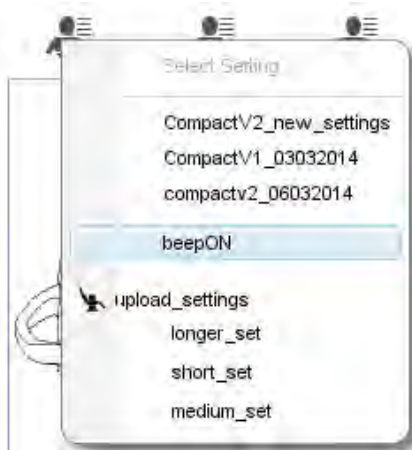 Select Setting
CompactV2_new_settings
CompactV1_03032014
compactv2_06032014
beepON
upload_settings
longer_set
short_set
medium_set